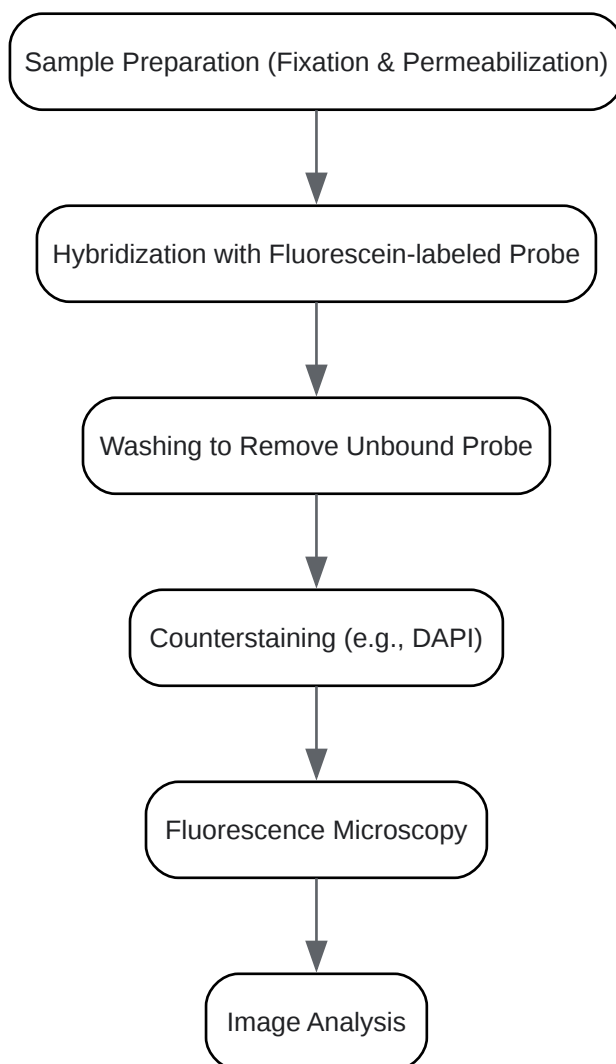 Sample Preparation (Fixation & Permeabilization)
Hybridization with Fluorescein-labeled Probe
Washing to Remove Unbound Probe
Counterstaining (e.g., DAPI)
Fluorescence Microscopy
Image Analysis